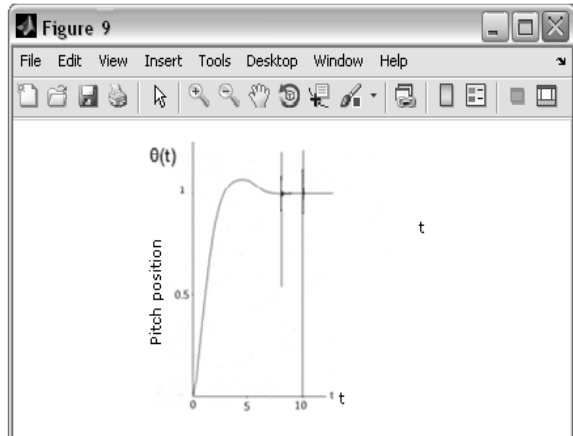 Figure 9
File Edit View Insert Tools Desktop Window Help
θ(t)
1
t
Pitch position
0.5
0 5 10 t t